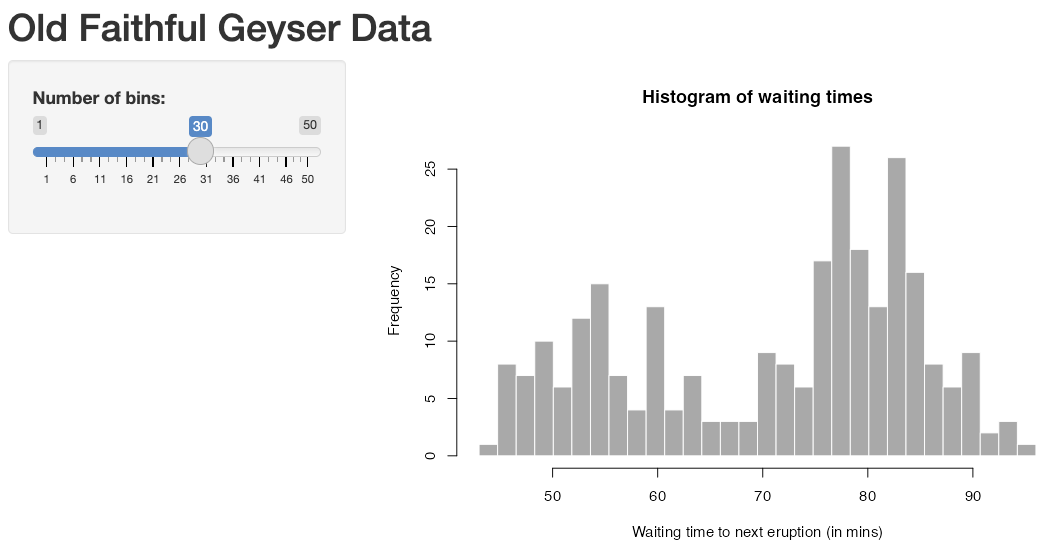 Old Faithful Geyser Data
Number of bins:
1 30 50
1 6 11 16 21 26 31 36 41 46 50
Histogram of waiting times
Frequency
25
20
15
10
5
0
50 60 70 80 90
Waiting time to next eruption (in mins)